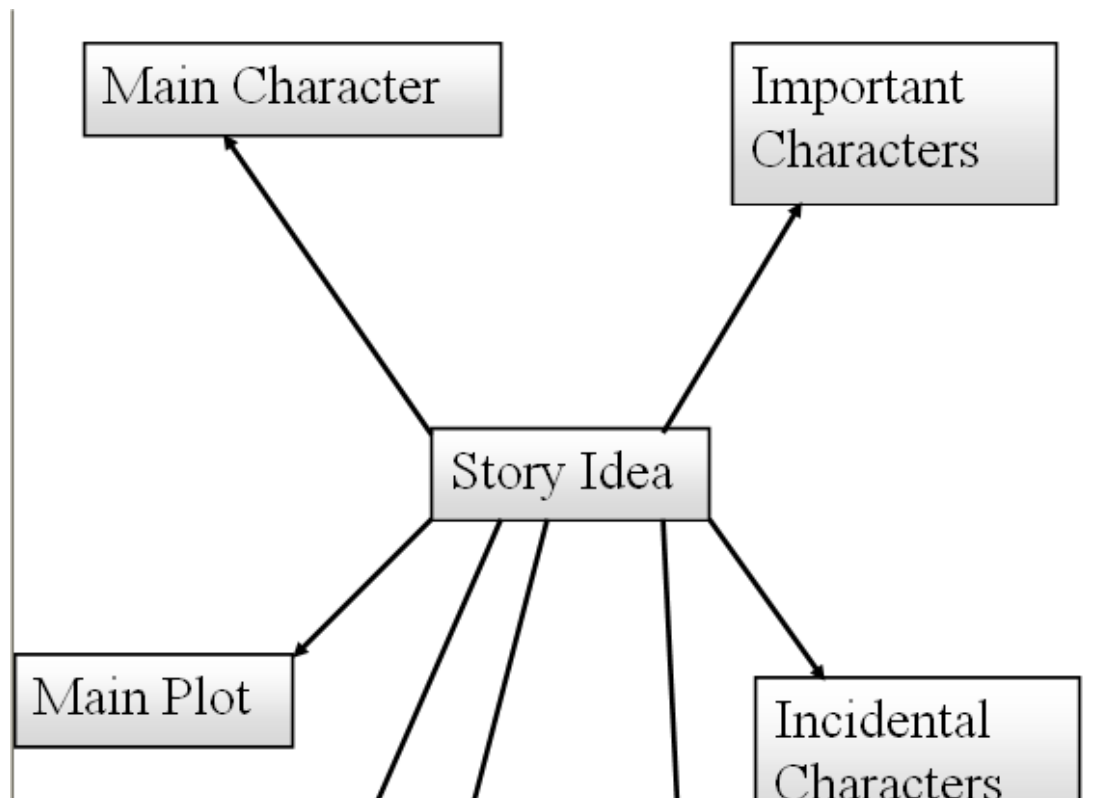 Main Character
Important
Characters
Story Idea
Main Plot
Incidental
Characters